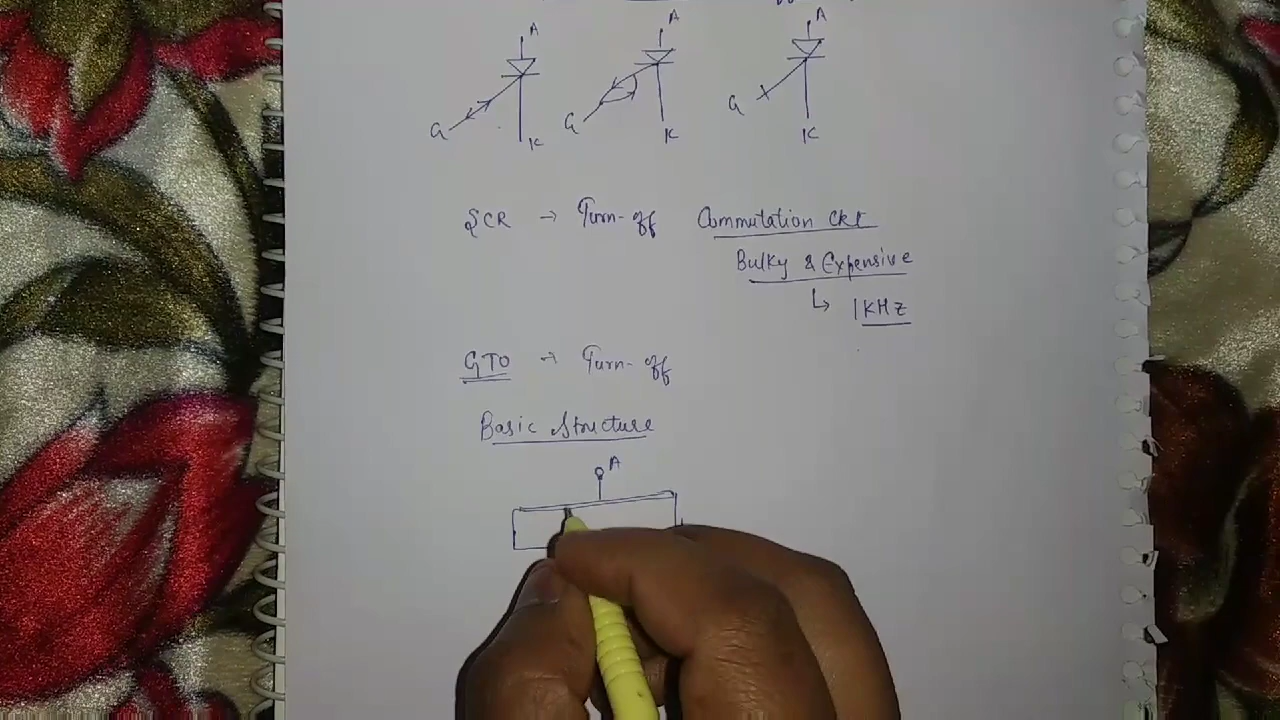 A A A
G K G K G K
SCR → Turn-off Commutation Ckt
Bulky & Expensive
↳ 1KHz
GTO → Turn-off
Basic Structure
A